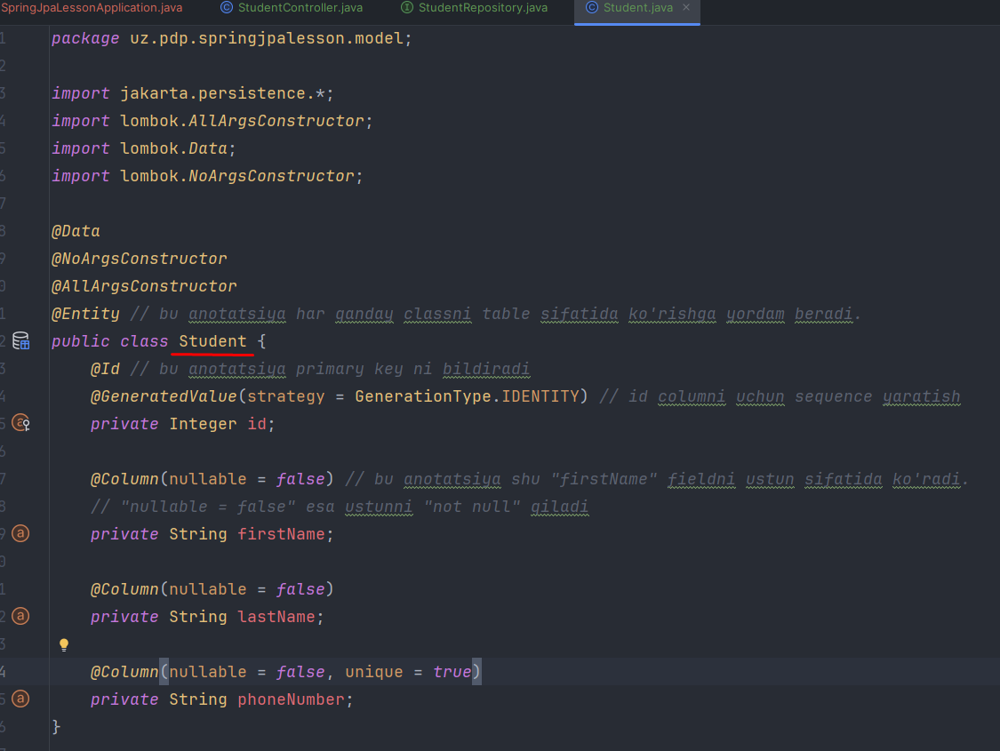 SpringJpaLessonApplication.java StudentController.java StudentRepository.java Student.java
package uz.pdp.springjpalesson.model;
import jakarta.persistence.*;
import lombok.AllArgsConstructor;
import lombok.Data;
import lombok.NoArgsConstructor;
@Data
@NoArgsConstructor
@AllArgsConstructor
@Entity // bu anotatsiya har qanday classni table sifatida ko'rishga yordam beradi.
public class Student {
@Id // bu anotatsiya primary key ni bildiradi
@GeneratedValue(strategy = GenerationType.IDENTITY) // id columni uchun sequence yaratish
private Integer id;
@Column(nullable = false) // bu anotatsiya shu "firstName" fieldni ustun sifatida ko'radi.
// "nullable = false" esa ustunni "not null" qiladi
private String firstName;
@Column(nullable = false)
private String lastName;
@Column(nullable = false, unique = true)
private String phoneNumber;
}